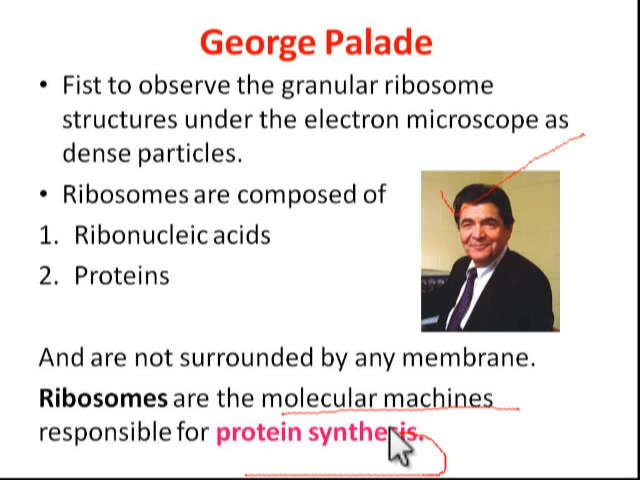 George Palade
• Fist to observe the granular ribosome
structures under the electron microscope as
dense particles.
• Ribosomes are composed of
1. Ribonucleic acids
2. Proteins
And are not surrounded by any membrane.
Ribosomes are the molecular machines
responsible for protein synthesis.